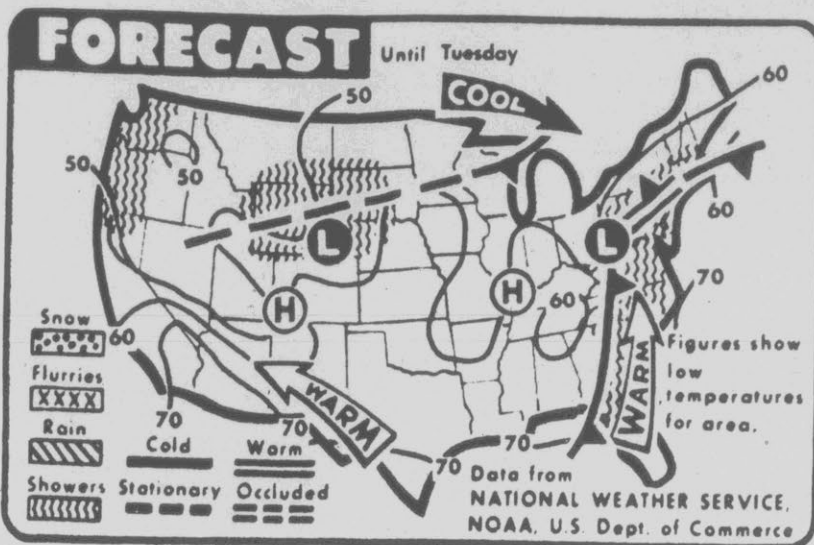 FORECAST
Until Tuesday
COOL
50
60
50
50
60
L
L
H
H
60
70
60
70
WARM
70
70
70
WARM
Snow
Flurries
Rain
Showers
Cold
Warm
Stationary
Occluded
Figures show
low
temperatures
for area.
Data from
NATIONAL WEATHER SERVICE,
NOAA, U.S. Dept. of Commerce